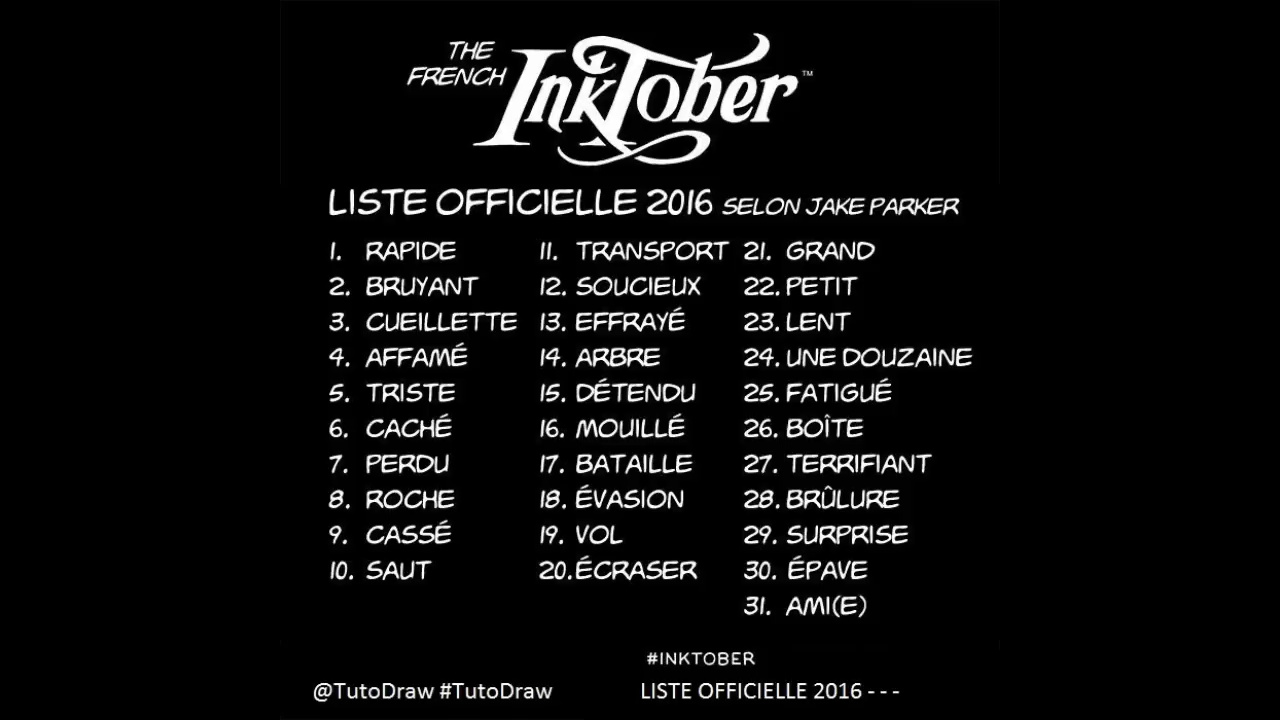 THE
FRENCH
InkTober™
LISTE OFFICIELLE 2016 SELON JAKE PARKER
1. RAPIDE
2. BRUYANT
3. CUEILLETTE
4. AFFAMÉ
5. TRISTE
6. CACHÉ
7. PERDU
8. ROCHE
9. CASSÉ
10. SAUT
11. TRANSPORT
12. SOUCIEUX
13. EFFRAYÉ
14. ARBRE
15. DÉTENDU
16. MOUILLÉ
17. BATAILLE
18. ÉVASION
19. VOL
20. ÉCRASER
21. GRAND
22. PETIT
23. LENT
24. UNE DOUZAINE
25. FATIGUÉ
26. BOÎTE
27. TERRIFIANT
28. BRÛLURE
29. SURPRISE
30. ÉPAVE
31. AMI(E)
#INKTOBER
@TutoDraw #TutoDraw
LISTE OFFICIELLE 2016 - - -